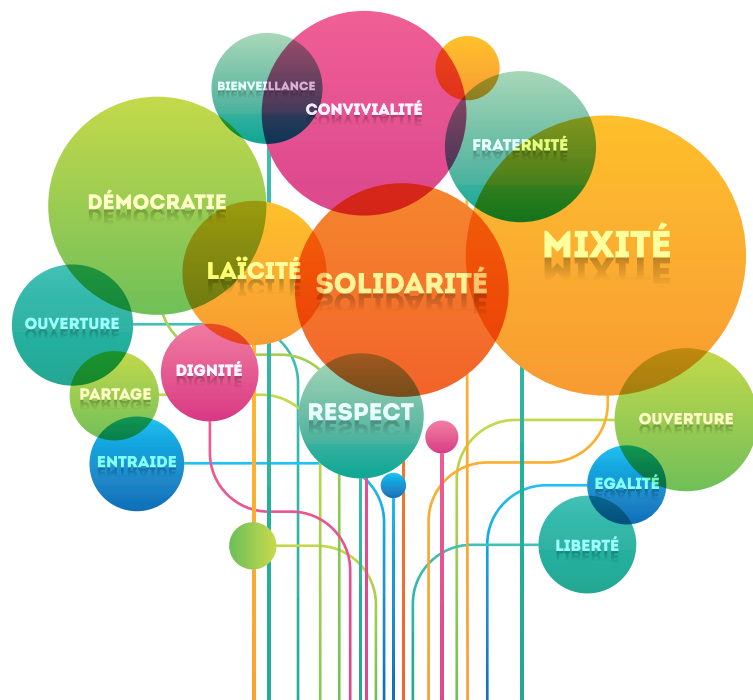 BIENVEILLANCE
CONVIVIALITÉ
FRATERNITÉ
DÉMOCRATIE
MIXITÉ
LAÏCITÉ
SOLIDARITÉ
OUVERTURE
DIGNITÉ
PARTAGE
RESPECT
OUVERTURE
ENTRAIDE
EGALITÉ
LIBERTÉ